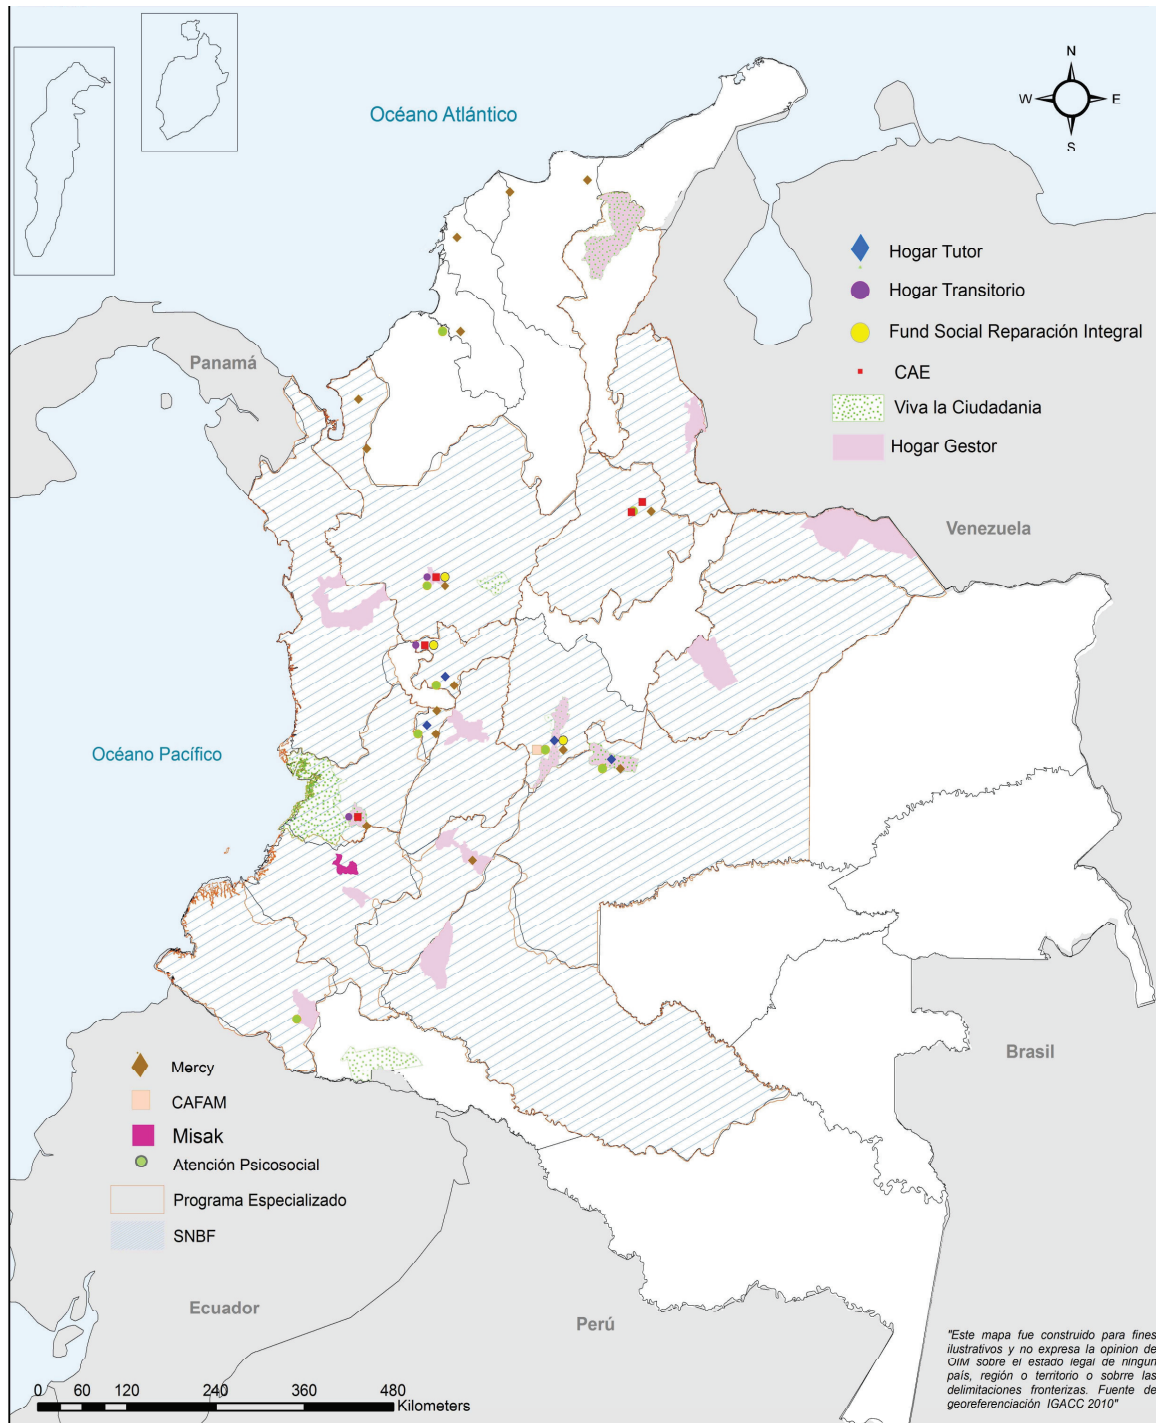 Océano Atlántico
N
W
E
S
Hogar Tutor
Hogar Transitorio
Fund Social Reparación Integral
CAE
Viva la Ciudadania
Hogar Gestor
Panamá
Venezuela
Océano Pacífico
Brasil
Mercy
CAFAM
Misak
Atención Psicosocial
Programa Especializado
SNBF
Ecuador
Perú
"Este mapa fue construido para fines
ilustrativos y no expresa la opinion de
OIM sobre el estado legal de ningun
país, región o territorio o sobrre las
delimitaciones fronterizas. Fuente de
georeferenciación IGACC 2010"
0 60 120 240 360 480
Kilometers